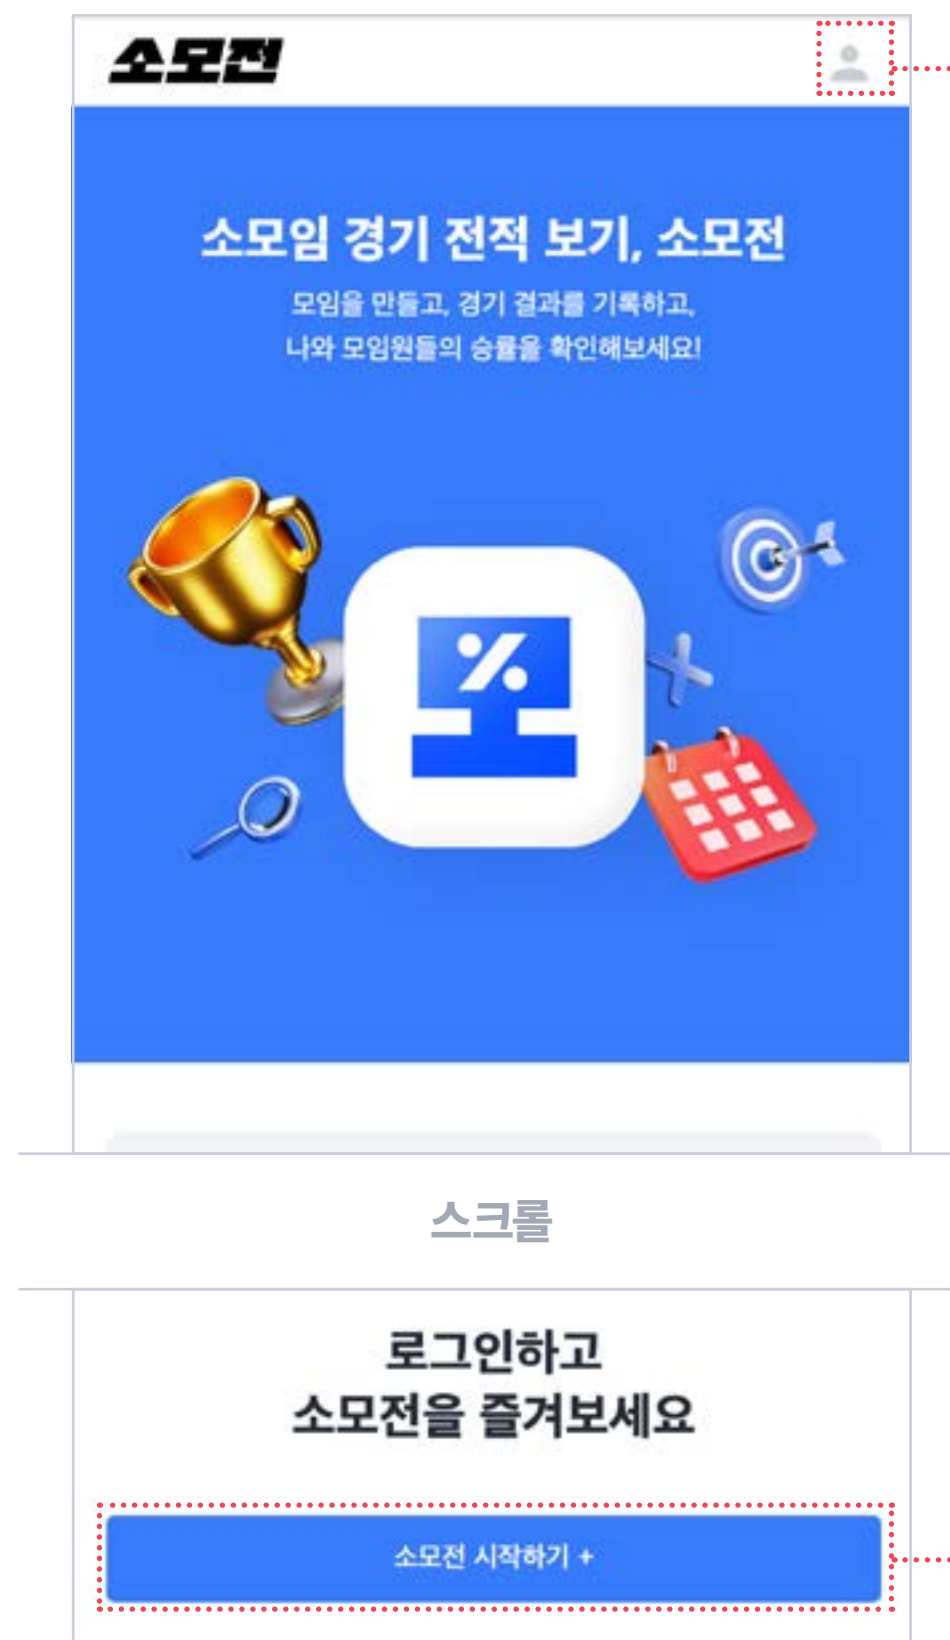 소모전
소모임 경기 전적 보기, 소모전
모임을 만들고, 경기 결과를 기록하고,
나와 모임원들의 승률을 확인해보세요!
스크롤
로그인하고
소모전을 즐겨보세요
소모전 시작하기 +